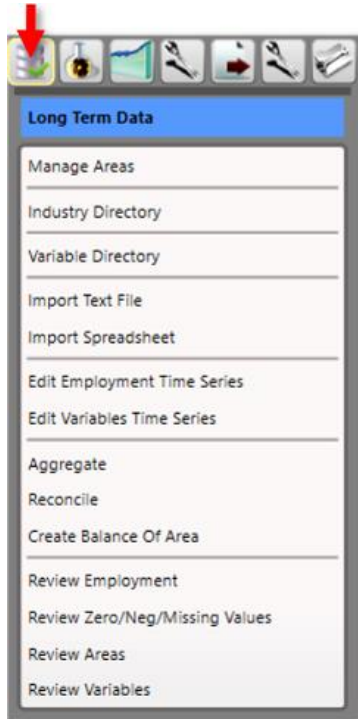 Long Term Data
Manage Areas
Industry Directory
Variable Directory
Import Text File
Import Spreadsheet
Edit Employment Time Series
Edit Variables Time Series
Aggregate
Reconcile
Create Balance Of Area
Review Employment
Review Zero/Neg/Missing Values
Review Areas
Review Variables